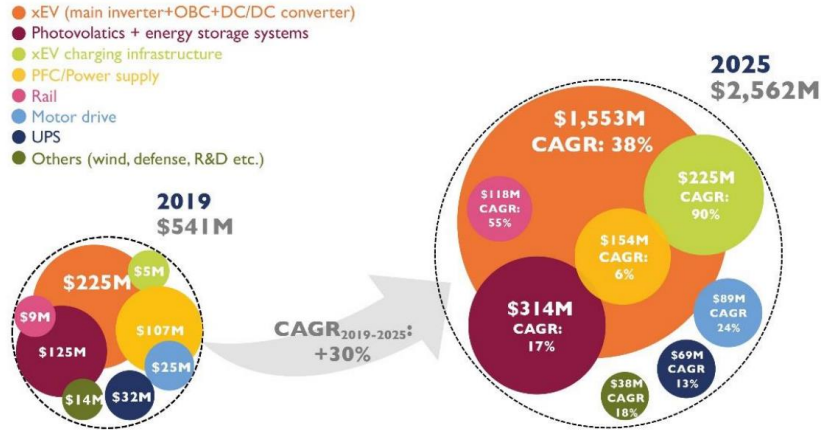 xEV (main inverter+OBC+DC/DC converter)
Photovolatics + energy storage systems
xEV charging infrastructure
PFC/Power supply
Rail
Motor drive
UPS
Others (wind, defense, R&D etc.)
2019
$541M
$225M
$5M
$9M
$107M
$125M
$25M
$14M
$32M
CAGR2019-2025:
+30%
2025
$2,562M
$1,553M
CAGR: 38%
$118M
CAGR:
55%
$225M
CAGR:
90%
$154M
CAGR:
6%
$314M
CAGR:
17%
$89M
CAGR
24%
$69M
CAGR
13%
$38M
CAGR
18%